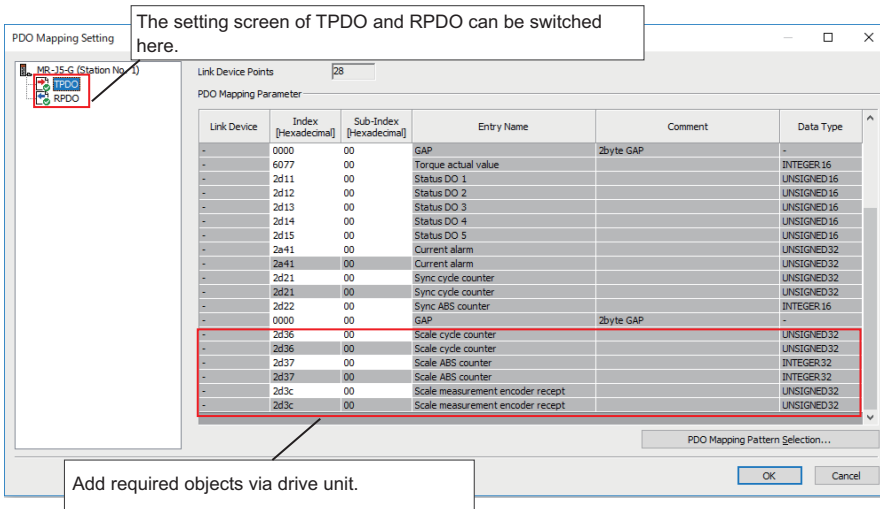 The setting screen of TPDO and RPDO can be switched
here.
PDO Mapping Setting
MR-J5-G (Station No. 1)
TPDO
RPDO
Link Device Points 28
PDO Mapping Parameter
Link Device Index [Hexadecimal] Sub-Index [Hexadecimal] Entry Name Comment Data Type
- 0000 00 GAP 2byte GAP -
- 6077 00 Torque actual value INTEGER16
- 2d11 00 Status DO 1 UNSIGNED16
- 2d12 00 Status DO 2 UNSIGNED16
- 2d13 00 Status DO 3 UNSIGNED16
- 2d14 00 Status DO 4 UNSIGNED16
- 2d15 00 Status DO 5 UNSIGNED16
- 2a41 00 Current alarm UNSIGNED32
- 2a41 00 Current alarm UNSIGNED32
- 2d21 00 Sync cycle counter UNSIGNED32
- 2d21 00 Sync cycle counter UNSIGNED32
- 2d22 00 Sync ABS counter INTEGER16
- 0000 00 GAP 2byte GAP -
- 2d36 00 Scale cycle counter UNSIGNED32
- 2d36 00 Scale cycle counter UNSIGNED32
- 2d37 00 Scale ABS counter INTEGER32
- 2d37 00 Scale ABS counter INTEGER32
- 2d3c 00 Scale measurement encoder recept UNSIGNED32
- 2d3c 00 Scale measurement encoder recept UNSIGNED32
PDO Mapping Pattern Selection...
OK Cancel
Add required objects via drive unit.